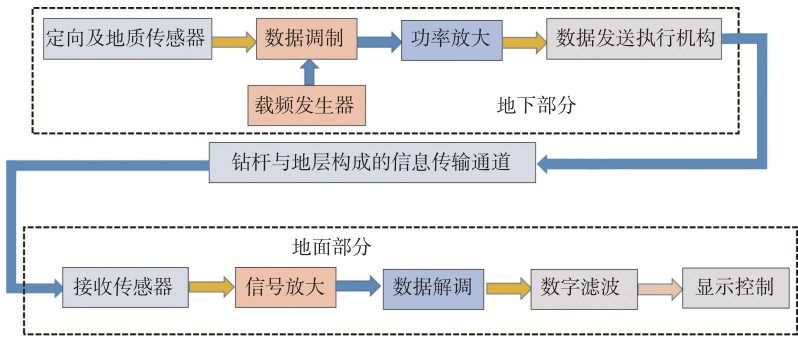 定向及地质传感器
数据调制
功率放大
数据发送执行机构
载频发生器
地下部分
钻杆与地层构成的信息传输通道
地面部分
接收传感器
信号放大
数据解调
数字滤波
显示控制